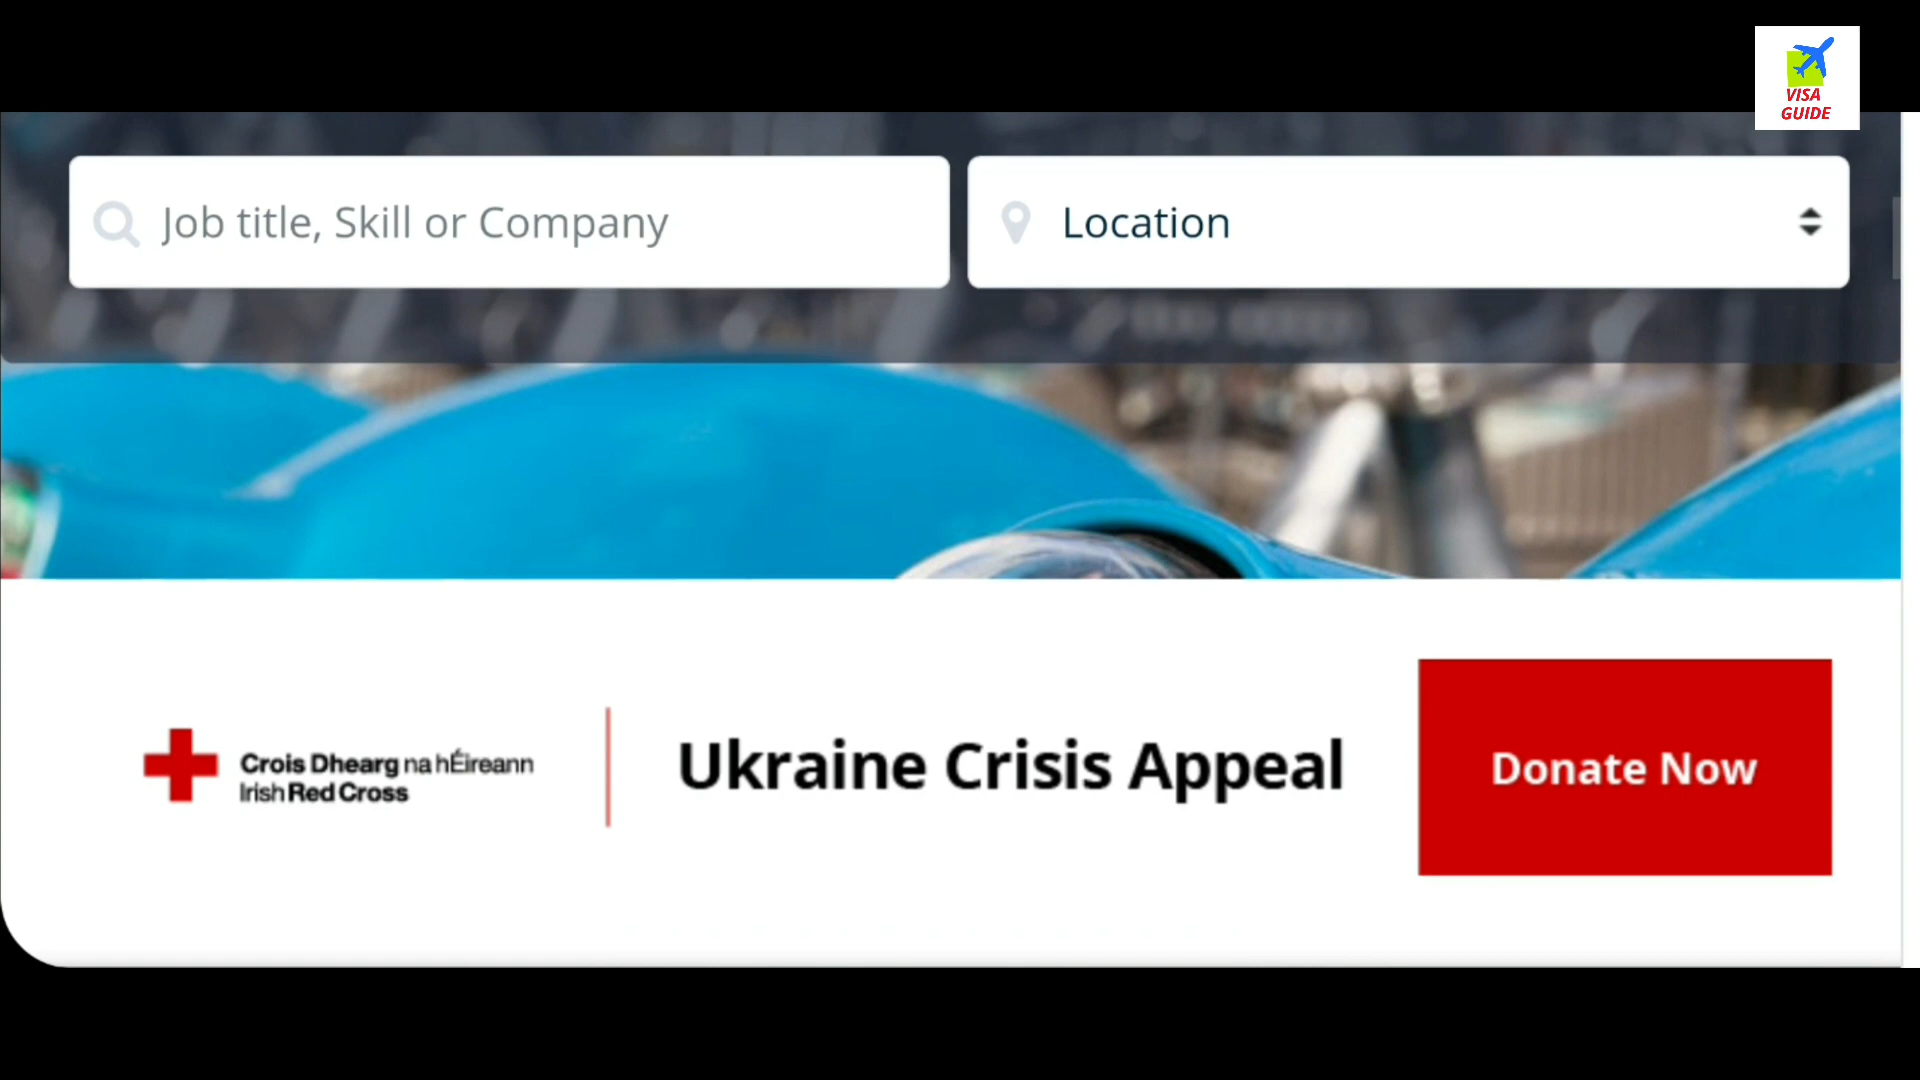 VISA
GUIDE
Job title, Skill or Company
Location
Crois Dhearg na hÉireann
Irish Red Cross
Ukraine Crisis Appeal
Donate Now